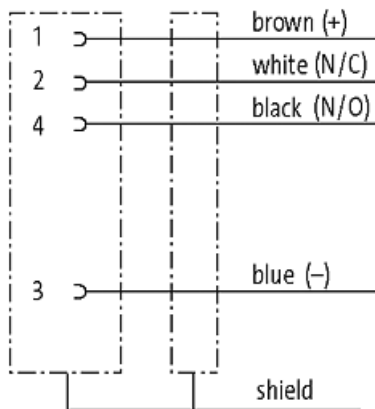 1 brown (+)
2 white (N/C)
4 black (N/O)
3 blue (–)
shield